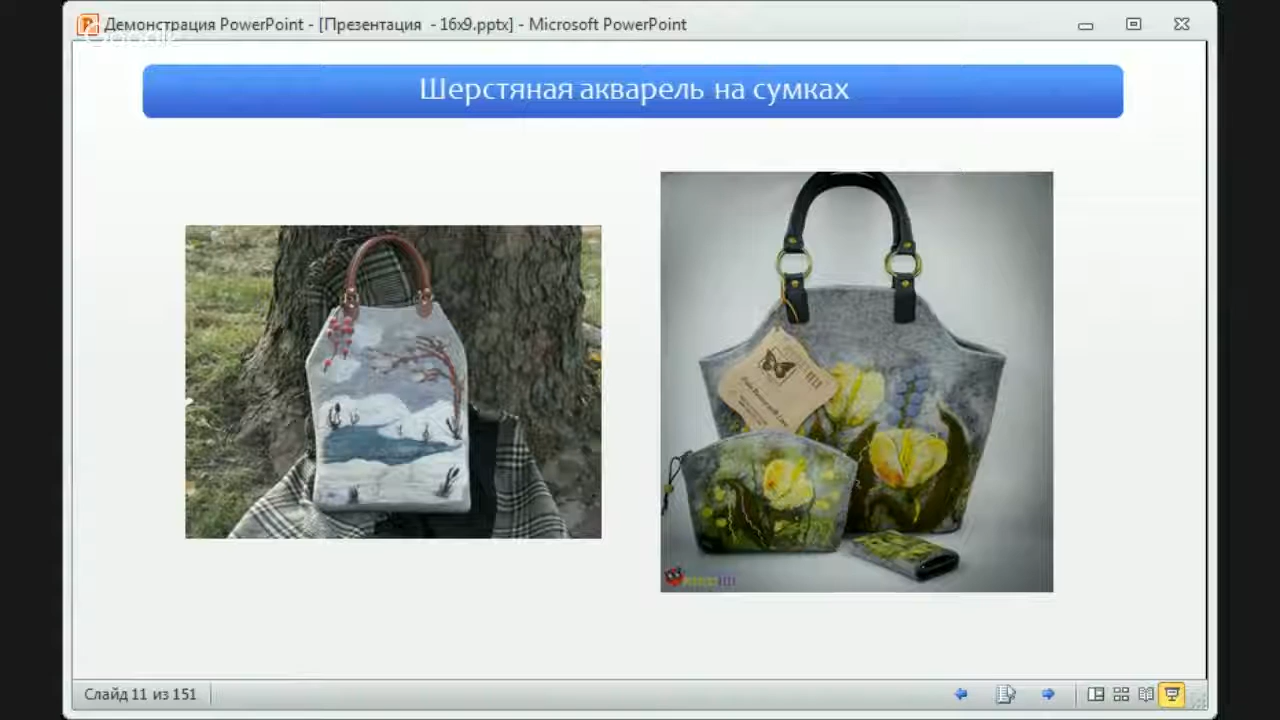 Демонстрация PowerPoint - [Презентация - 16x9.pptx] - Microsoft PowerPoint
Шерстяная акварель на сумках
Слайд 11 из 151